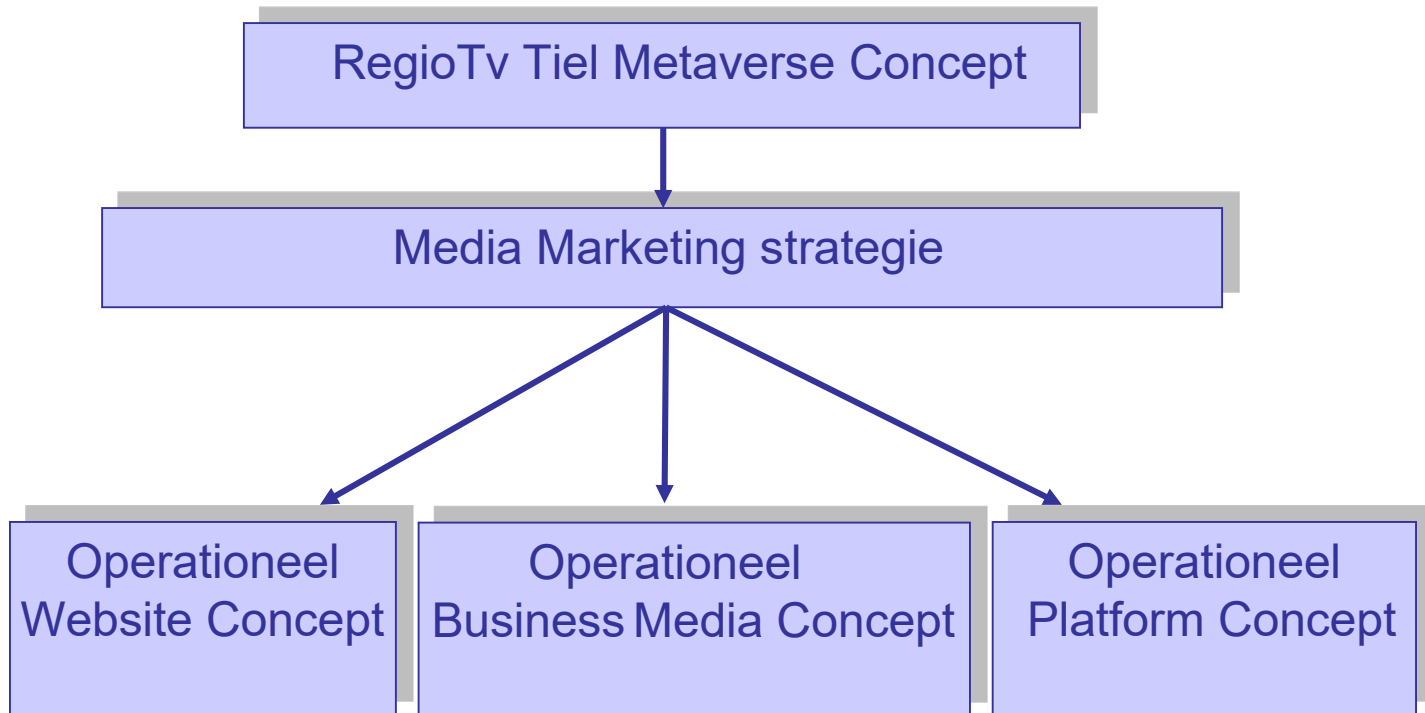 RegioTv Tiel Metaverse Concept
Media Marketing strategie
Operationeel
Website Concept
Operationeel
Business Media Concept
Operationeel
Platform Concept